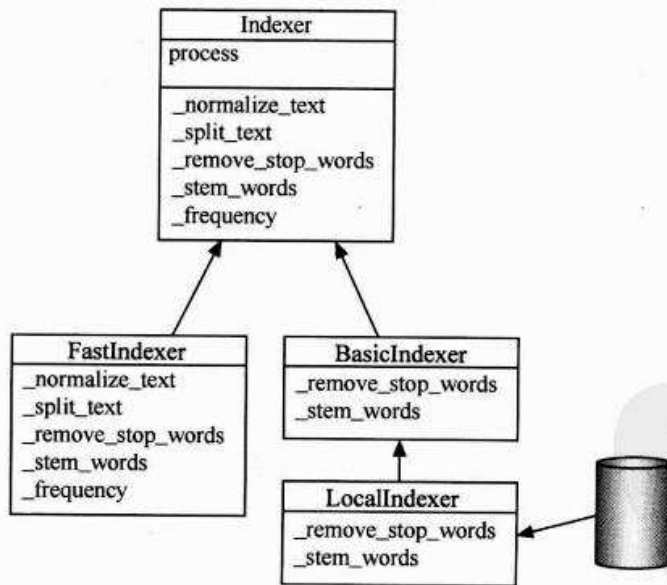 Indexer
process
_normalize_text
_split_text
_remove_stop_words
_stem_words
_frequency
FastIndexer
_normalize_text
_split_text
_remove_stop_words
_stem_words
_frequency
BasicIndexer
_remove_stop_words
_stem_words
LocalIndexer
_remove_stop_words
_stem_words